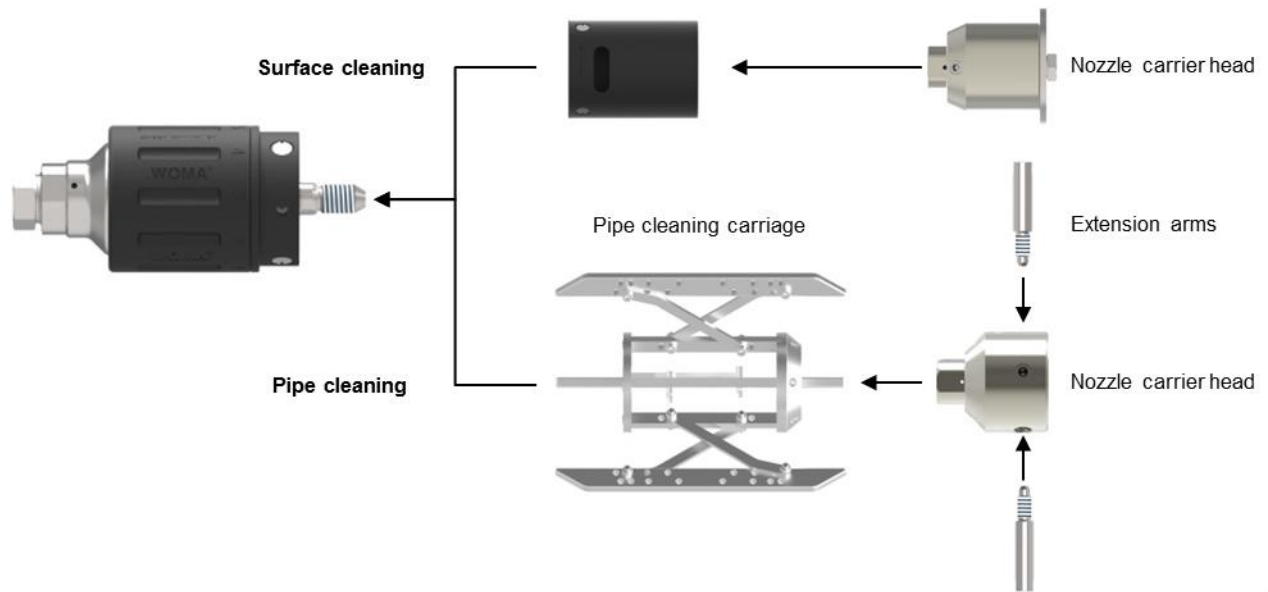 Surface cleaning
Nozzle carrier head
WOMA
Extension arms
Pipe cleaning carriage
Pipe cleaning
Nozzle carrier head